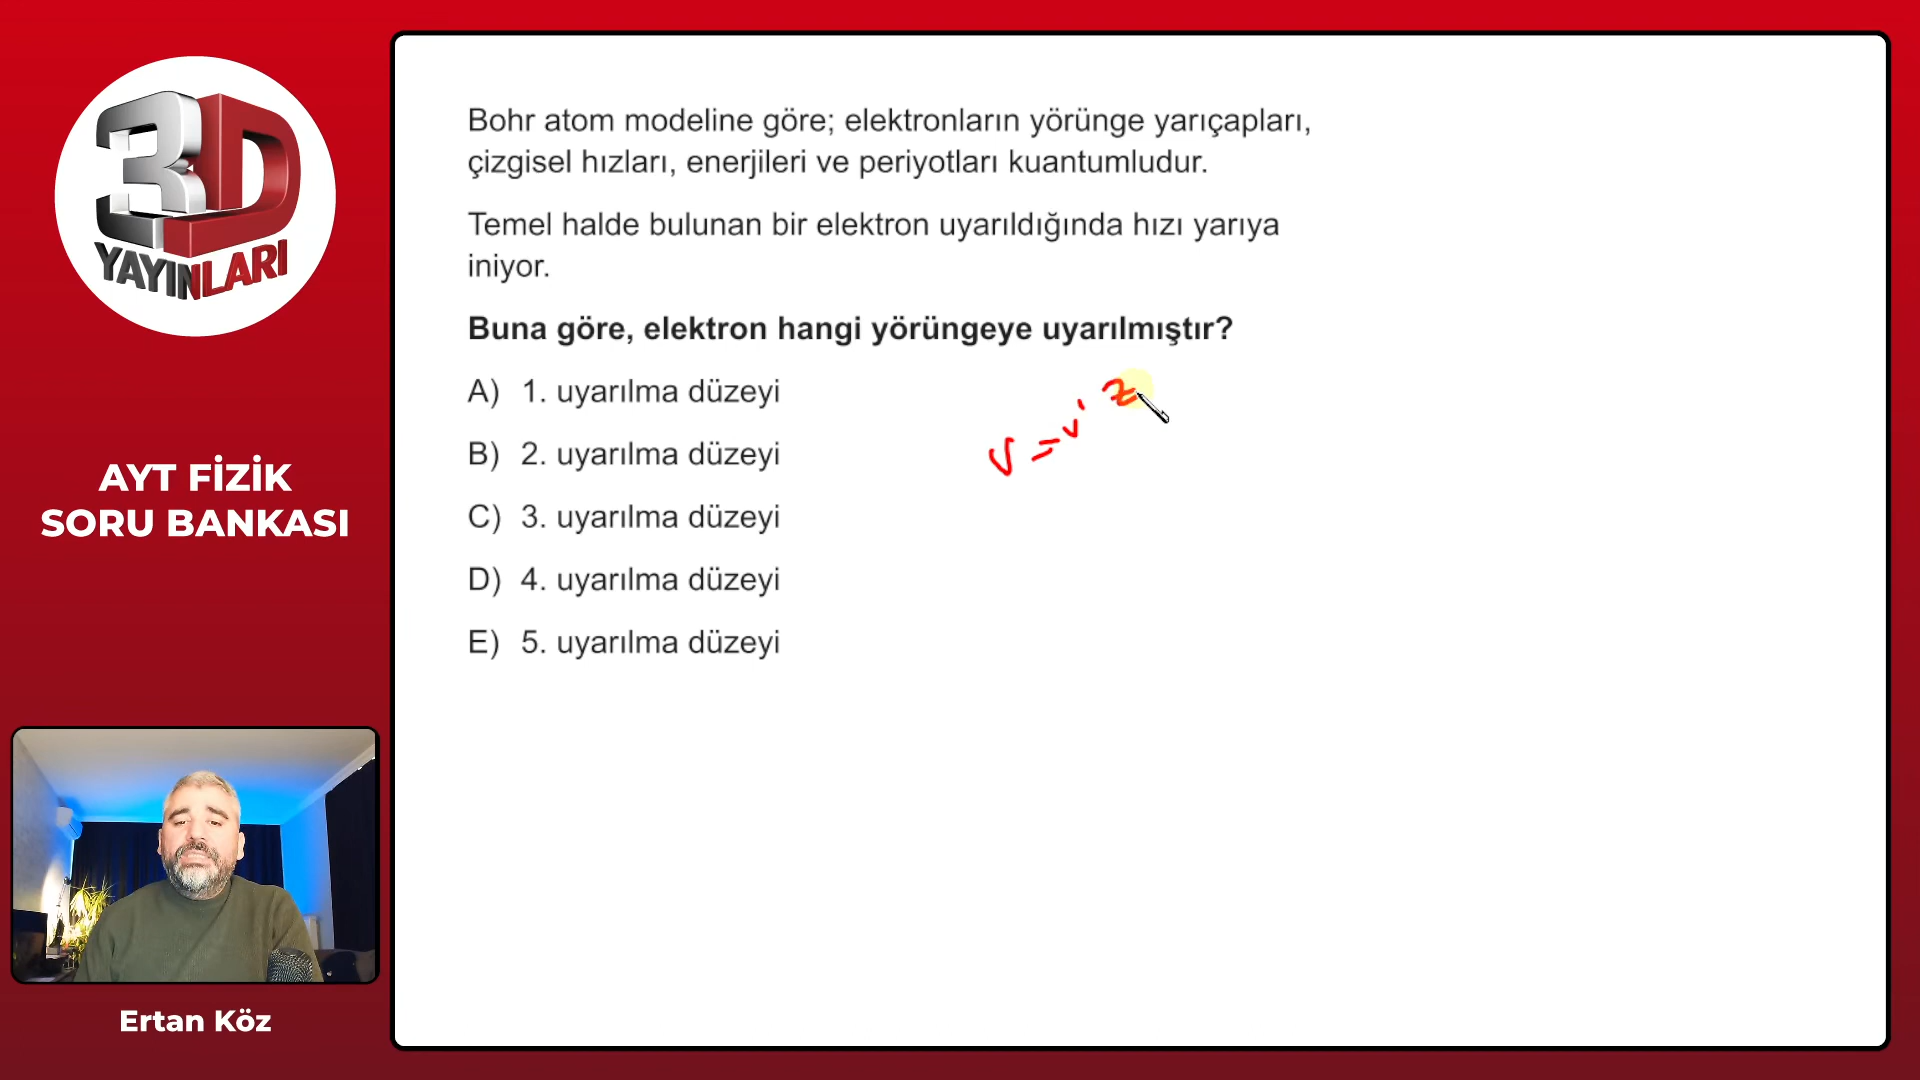 3D
YAYINLARI
AYT FİZİK
SORU BANKASI
Ertan Köz
Bohr atom modeline göre; elektronların yörünge yarıçapları,
çizgisel hızları, enerjileri ve periyotları kuantumludur.
Temel halde bulunan bir elektron uyarıldığında hızı yarıya
iniyor.
Buna göre, elektron hangi yörüngeye uyarılmıştır?
A) 1. uyarılma düzeyi
B) 2. uyarılma düzeyi
C) 3. uyarılma düzeyi
D) 4. uyarılma düzeyi
E) 5. uyarılma düzeyi
v = v' z